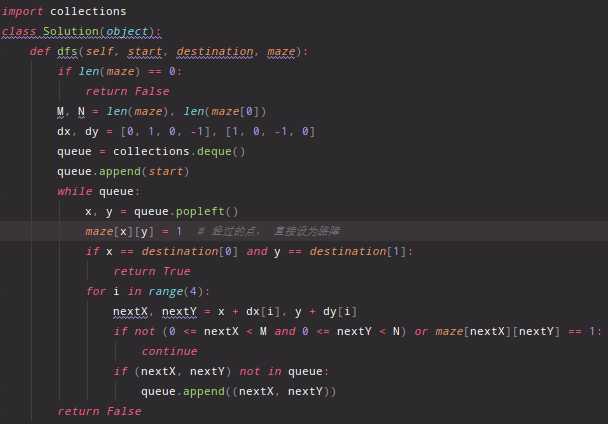 import collections
class Solution(object):
    def dfs(self, start, destination, maze):
        if len(maze) == 0:
            return False
        M, N = len(maze), len(maze[0])
        dx, dy = [0, 1, 0, -1], [1, 0, -1, 0]
        queue = collections.deque()
        queue.append(start)
        while queue:
            x, y = queue.popleft()
            maze[x][y] = 1  # 经过的点， 直接设为路障
            if x == destination[0] and y == destination[1]:
                return True
            for i in range(4):
                nextX, nextY = x + dx[i], y + dy[i]
                if not (0 <= nextX < M and 0 <= nextY < N) or maze[nextX][nextY] == 1:
                    continue
                if (nextX, nextY) not in queue:
                    queue.append((nextX, nextY))
        return False